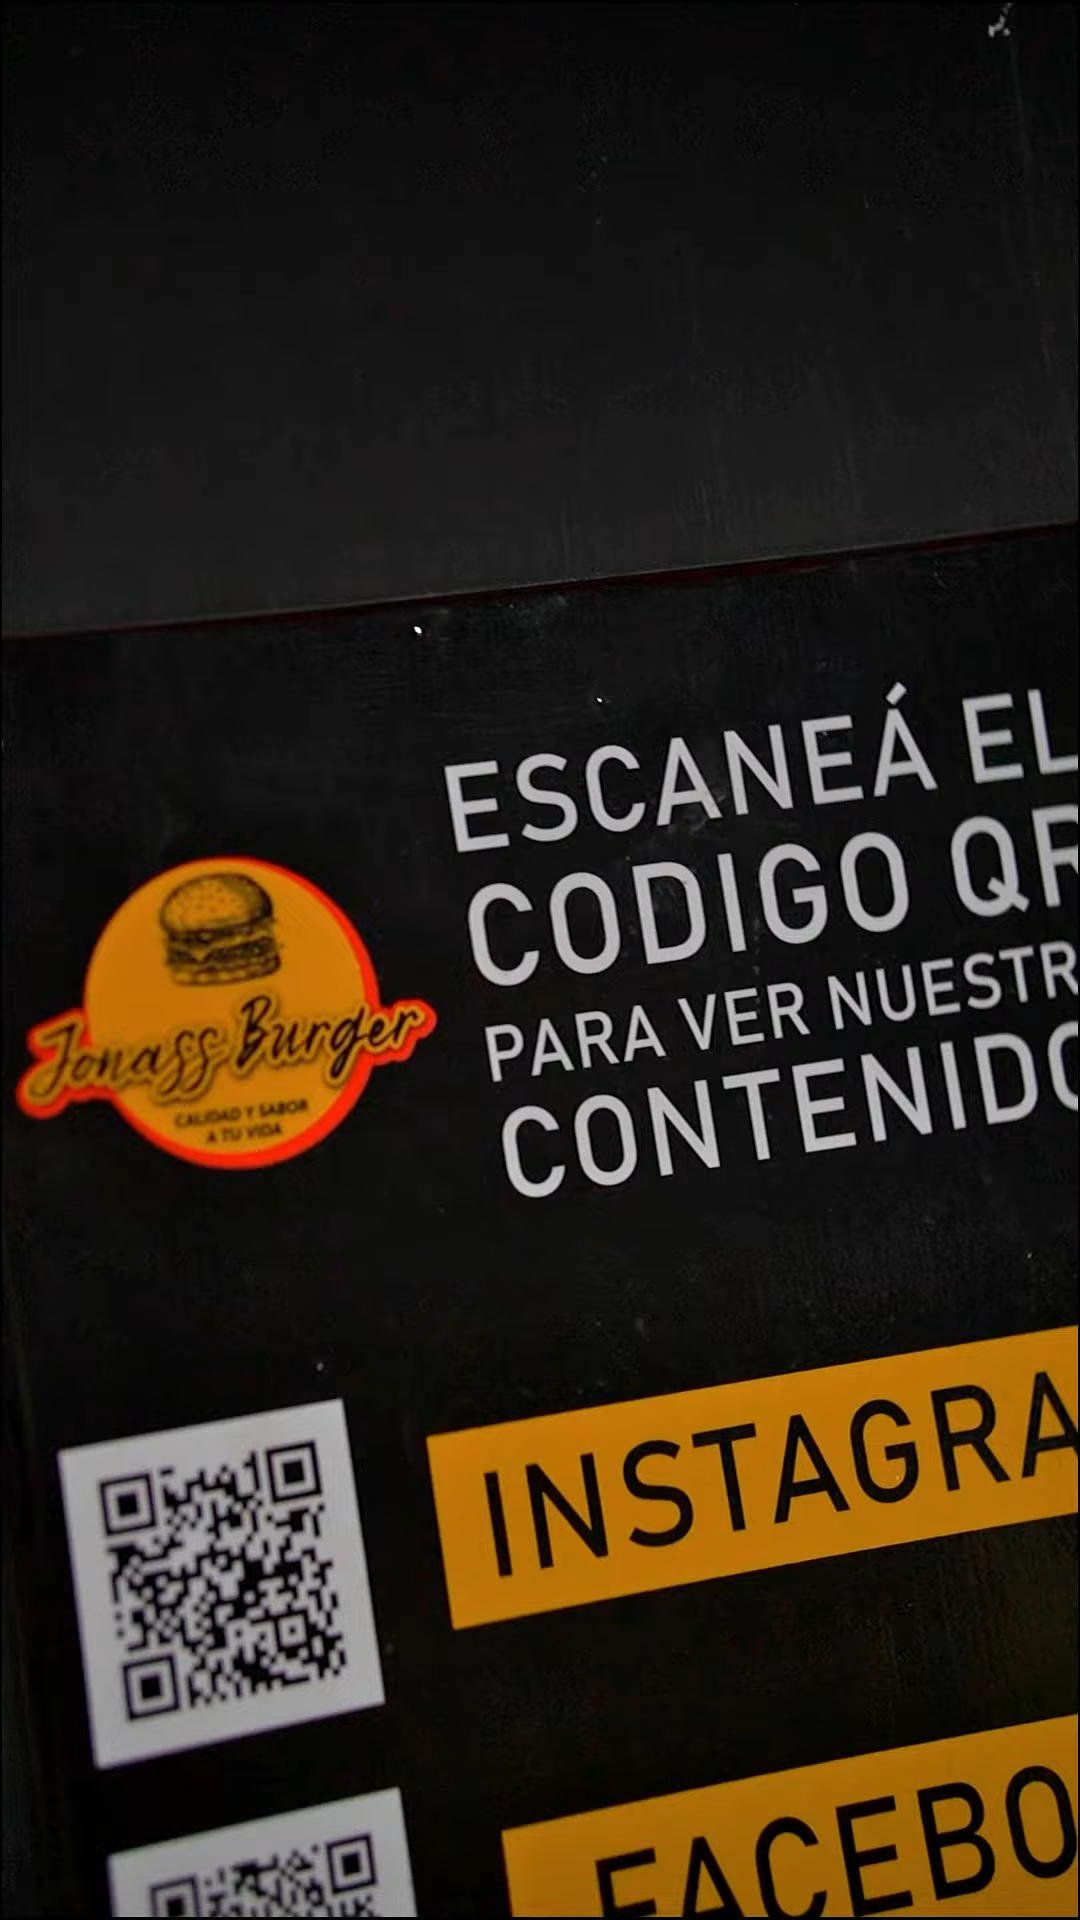 ESCANEÁ EL
CODIGO QR
PARA VER NUESTR
CONTENIDO
Jonass Burger
CALIDAD Y SABOR
A TU VIDA
INSTAGRA
FACEBO